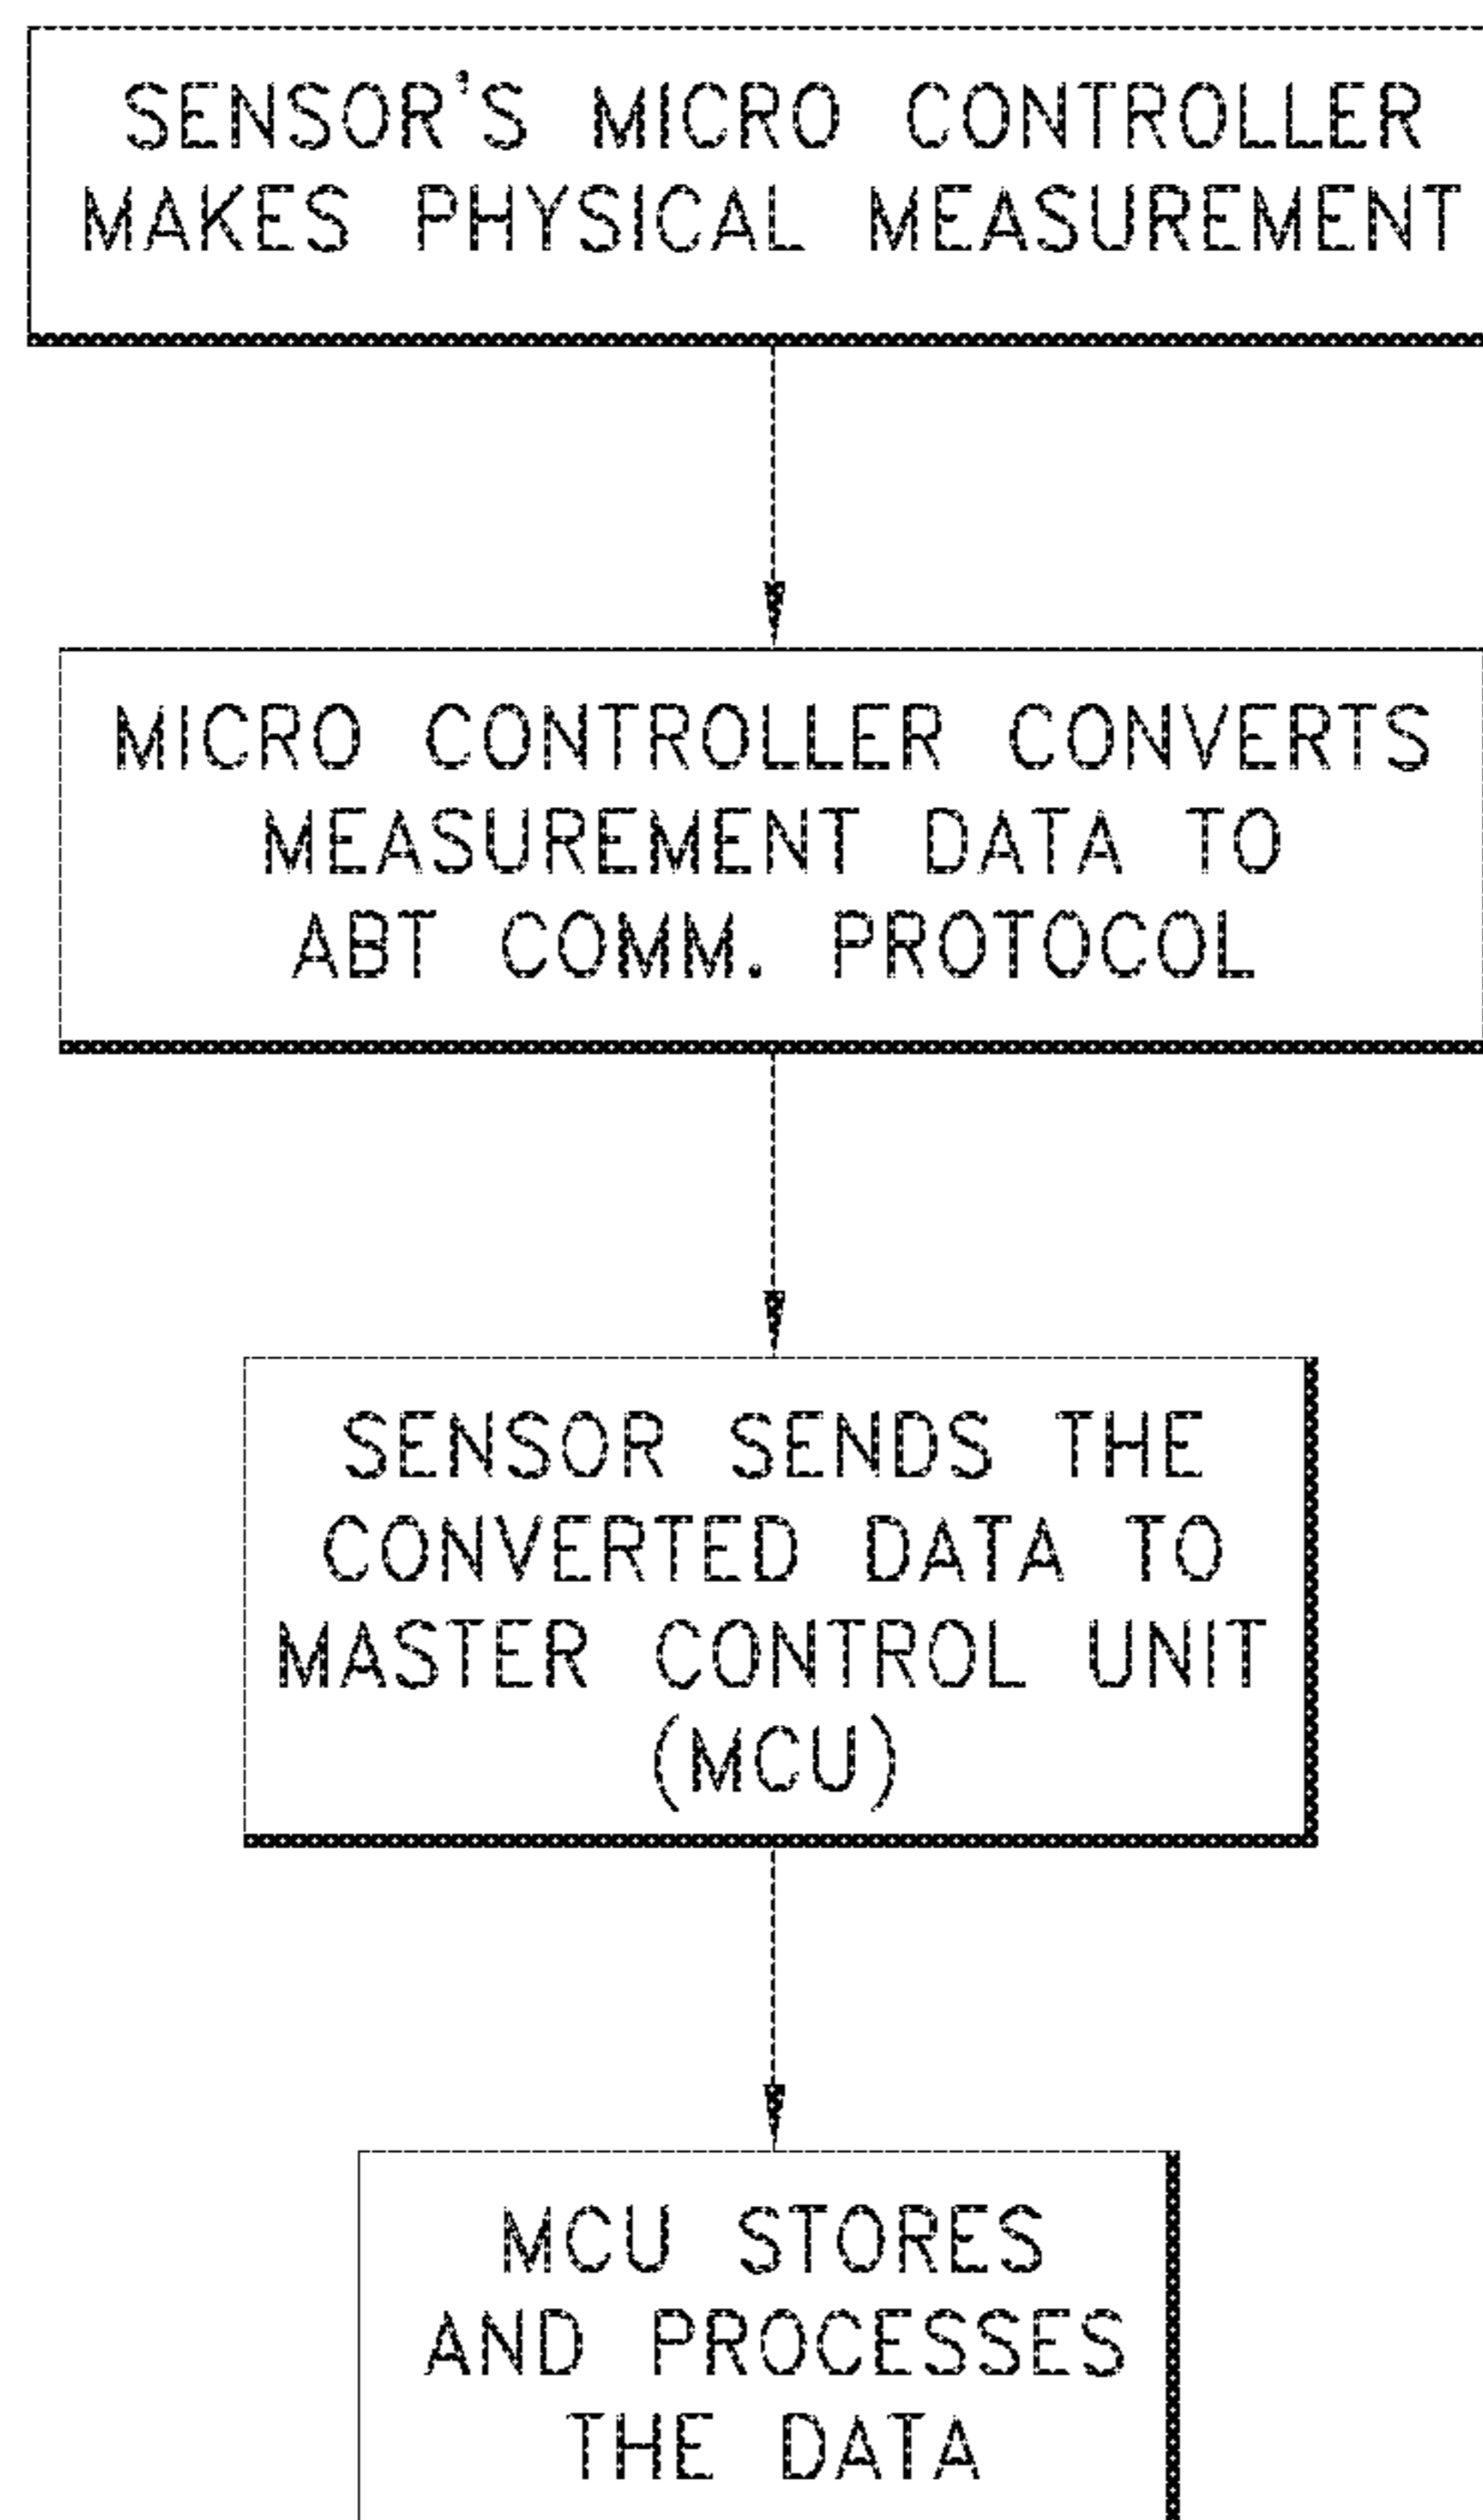 SENSOR'S MICRO CONTROLLER
MAKES PHYSICAL MEASUREMENT
MICRO CONTROLLER CONVERTS
MEASUREMENT DATA TO
ABT COMM. PROTOCOL
SENSOR SENDS THE
CONVERTED DATA TO
MASTER CONTROL UNIT
(MCU)
MCU STORES
AND PROCESSES
THE DATA